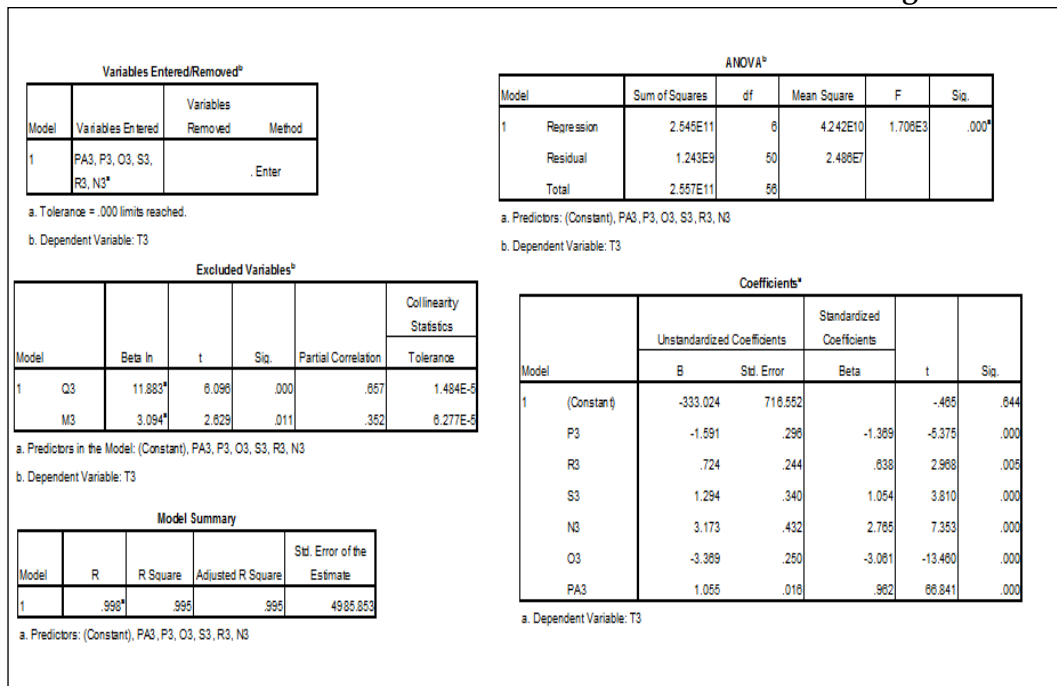 Variables Entered/Removedb
Model Variables Entered Variables Removed Method
1 PA3, P3, O3, S3, R3, N3a . Enter
a. Tolerance = .000 limits reached.
b. Dependent Variable: T3
Excluded Variablesb
Collinearity Statistics
Model Beta In t Sig. Partial Correlation Tolerance
1 Q3 11.883a 6.096 .000 .657 1.484E-5
M3 3.094a 2.629 .011 .352 6.277E-5
a. Predictors in the Model: (Constant), PA3, P3, O3, S3, R3, N3
b. Dependent Variable: T3
Model Summary
Model R R Square Adjusted R Square Std. Error of the Estimate
1 .998a .995 .995 4985.853
a. Predictors: (Constant), PA3, P3, O3, S3, R3, N3
ANOVAb
Model Sum of Squares df Mean Square F Sig.
1 Regression 2.545E11 6 4.242E10 1.706E3 .000a
Residual 1.243E9 50 2.486E7
Total 2.557E11 56
a. Predictors: (Constant), PA3, P3, O3, S3, R3, N3
b. Dependent Variable: T3
Coefficientsa
Unstandardized Coefficients Standardized Coefficients
Model B Std. Error Beta t Sig.
1 (Constant) -333.024 716.552 -.465 .644
P3 -1.591 .296 -1.369 -5.375 .000
R3 .724 .244 .638 2.968 .005
S3 1.294 .340 1.054 3.810 .000
N3 3.173 .432 2.765 7.353 .000
O3 -3.369 .250 -3.061 -13.460 .000
PA3 1.055 .016 .962 66.841 .000
a. Dependent Variable: T3